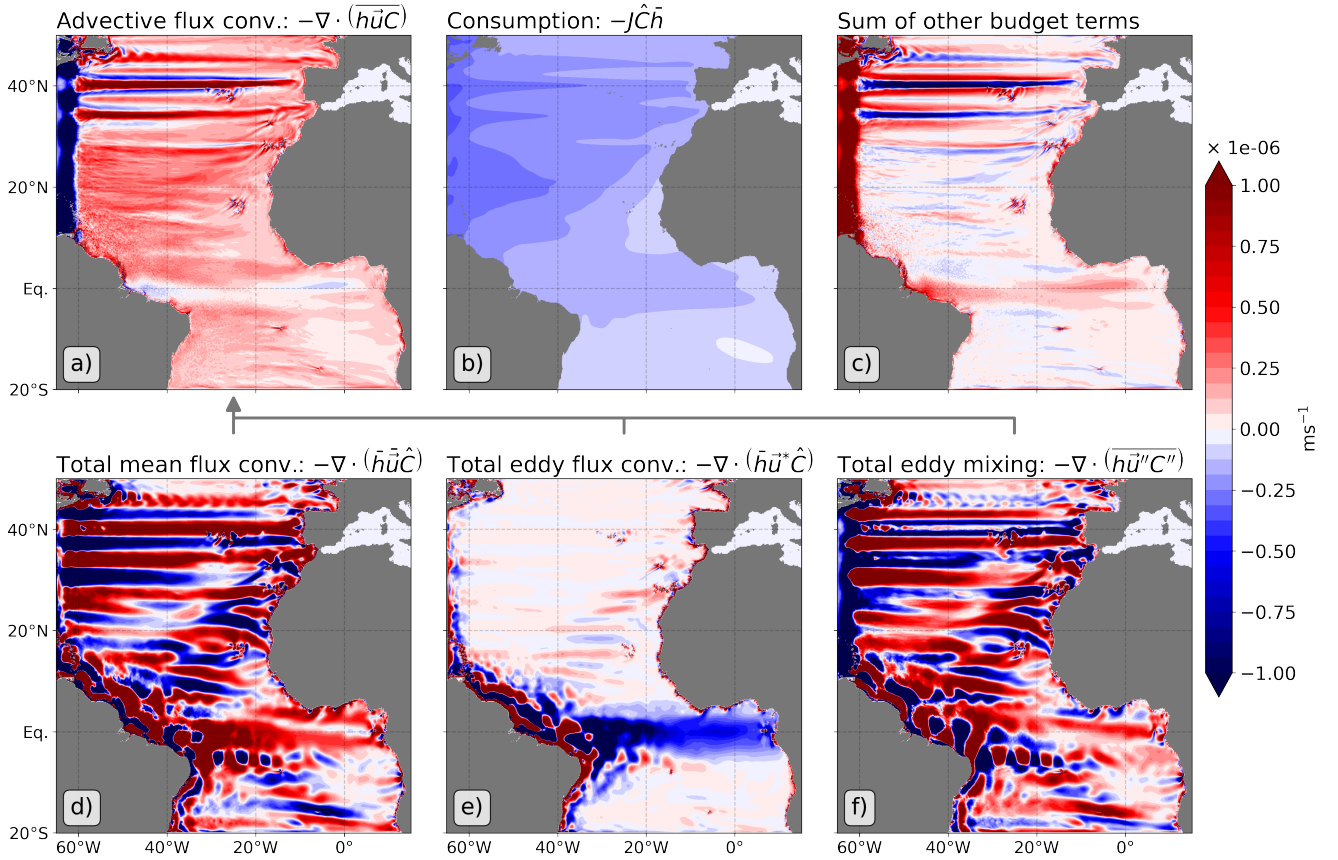 Advective flux conv.: −∇ · (hu⃗C)
Consumption: −JĈh̄
Sum of other budget terms
40°N
20°N
Eq.
20°S
a)
b)
c)
× 1e-06
1.00
0.75
0.50
0.25
0.00
−0.25
−0.50
−0.75
−1.00
ms⁻¹
Total mean flux conv.: −∇ · (h̄u⃗̄Ĉ)
Total eddy flux conv.: −∇ · (h̄u⃗*Ĉ)
Total eddy mixing: −∇ · (hu⃗″C″)
40°N
20°N
Eq.
20°S
d)
e)
f)
60°W 40°W 20°W 0° 60°W 40°W 20°W 0° 60°W 40°W 20°W 0°